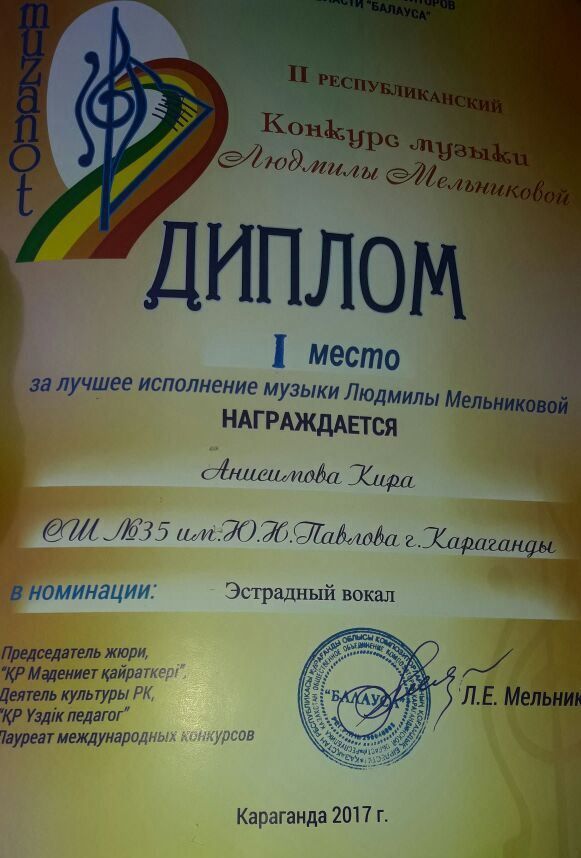 muzanot
"БАЛАУСА"
II РЕСПУБЛИКАНСКИЙ
Конкурс музыки
Людмилы Мельниковой
ДИПЛОМ
I место
за лучшее исполнение музыки Людмилы Мельниковой
НАГРАЖДАЕТСЯ
Анисимова Кира
СШ №35 им.Ю.Н.Павлова г.Караганды
в номинации: Эстрадный вокал
Председатель жюри,
"ҚР Мәдениет қайраткері",
Деятель культуры РК,
"ҚР Үздік педагог"
Лауреат международных конкурсов
"БАЛАУСА"
Л.Е. Мельник
Караганда 2017 г.